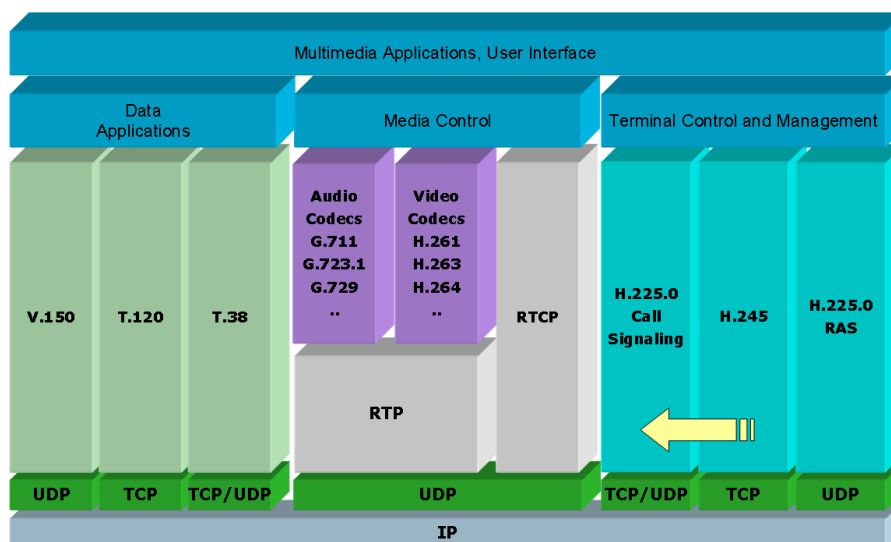 Multimedia Applications, User Interface
Data
Applications
Media Control
Terminal Control and Management
V.150
T.120
T.38
Audio
Codecs
G.711
G.723.1
G.729
..
Video
Codecs
H.261
H.263
H.264
..
RTP
RTCP
H.225.0
Call
Signaling
H.245
H.225.0
RAS
UDP
TCP
TCP/UDP
UDP
TCP/UDP
TCP
UDP
IP